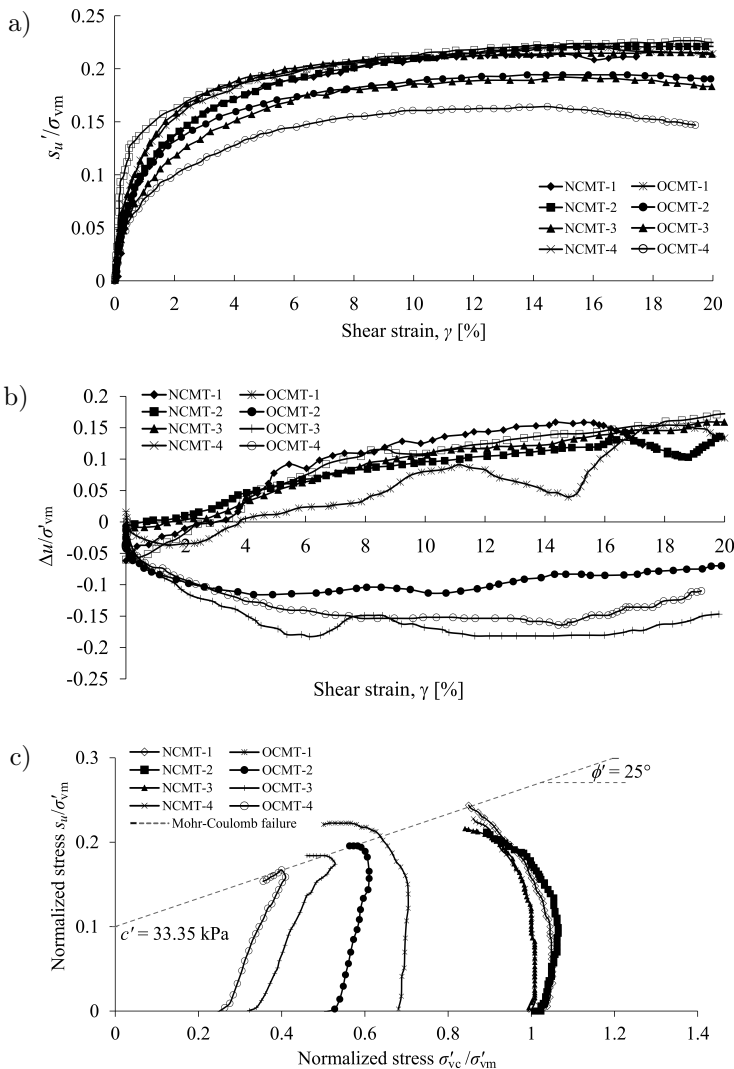 a)
s_u'/σ_vm
0.25
0.2
0.15
0.1
0.05
0
0 2 4 6 8 10 12 14 16 18 20
Shear strain, γ [%]
NCMT-1 OCMT-1
NCMT-2 OCMT-2
NCMT-3 OCMT-3
NCMT-4 OCMT-4
b)
Δu/σ′vm
0.2
0.15
0.1
0.05
0
-0.05
-0.1
-0.15
-0.2
-0.25
0 2 4 6 8 10 12 14 16 18 20
Shear strain, γ [%]
NCMT-1 OCMT-1
NCMT-2 OCMT-2
NCMT-3 OCMT-3
NCMT-4 OCMT-4
c)
Normalized stress s_u/σ′vm
0.3
0.2
0.1
0
0 0.2 0.4 0.6 0.8 1 1.2 1.4
Normalized stress σ′vc/σ′vm
NCMT-1 OCMT-1
NCMT-2 OCMT-2
NCMT-3 OCMT-3
NCMT-4 OCMT-4
Mohr-Coulomb failure
ϕ′ = 25°
c′ = 33.35 kPa